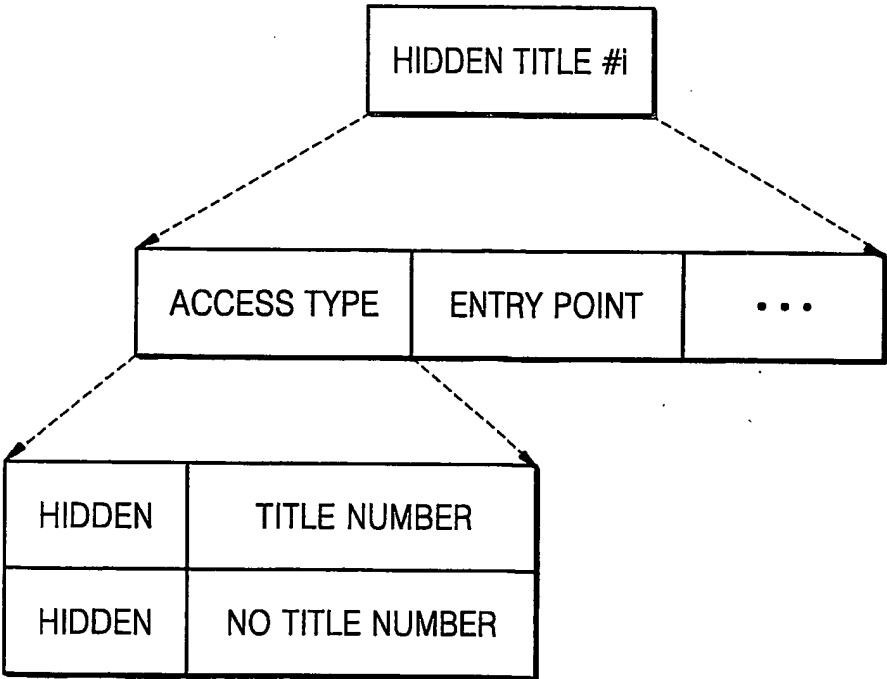 HIDDEN TITLE #i
ACCESS TYPE ENTRY POINT • • •
HIDDEN TITLE NUMBER
HIDDEN NO TITLE NUMBER